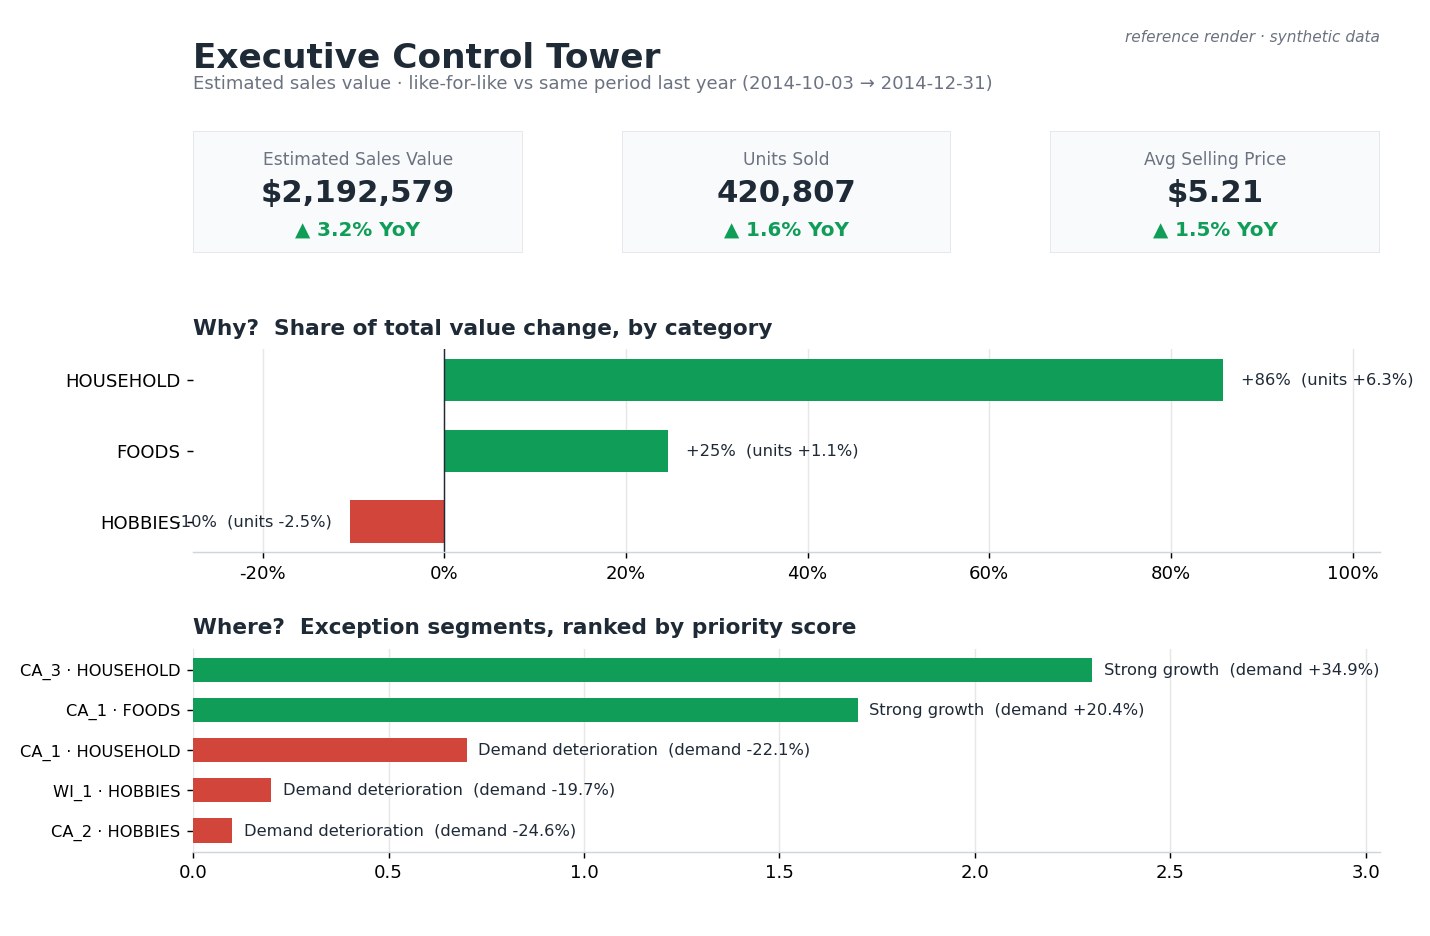 reference render · synthetic data
Executive Control Tower
Estimated sales value · like-for-like vs same period last year (2014-10-03 → 2014-12-31)
Estimated Sales Value
$2,192,579
▲ 3.2% YoY
Units Sold
420,807
▲ 1.6% YoY
Avg Selling Price
$5.21
▲ 1.5% YoY
Why?  Share of total value change, by category
HOUSEHOLD
+86%  (units +6.3%)
FOODS
+25%  (units +1.1%)
HOBBIES
-10%  (units -2.5%)
-20%
0%
20%
40%
60%
80%
100%
Where?  Exception segments, ranked by priority score
CA_3 · HOUSEHOLD
Strong growth  (demand +34.9%)
CA_1 · FOODS
Strong growth  (demand +20.4%)
CA_1 · HOUSEHOLD
Demand deterioration  (demand -22.1%)
WI_1 · HOBBIES
Demand deterioration  (demand -19.7%)
CA_2 · HOBBIES
Demand deterioration  (demand -24.6%)
0.0
0.5
1.0
1.5
2.0
2.5
3.0